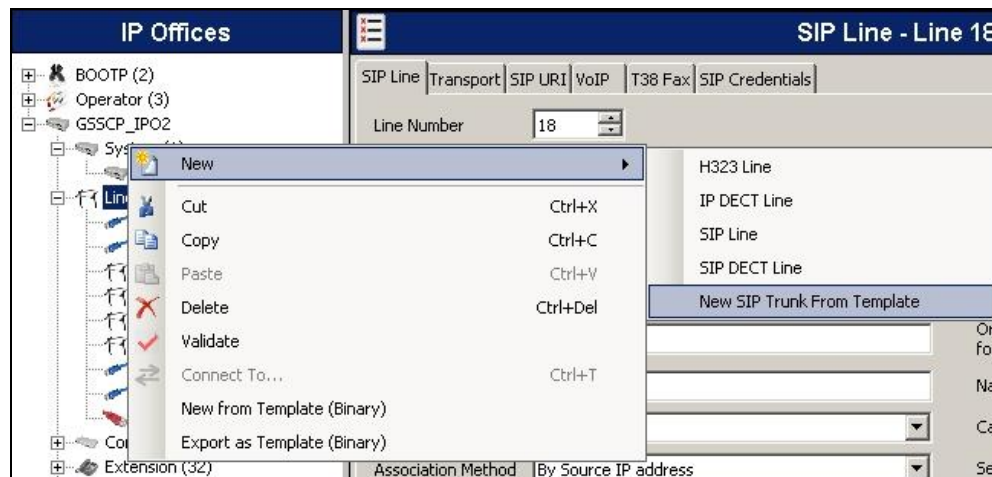 IP Offices
SIP Line - Line 18
BOOTP (2)
Operator (3)
GSSCP_IPO2
SIP Line Transport SIP URI VoIP T38 Fax SIP Credentials
Line Number 18
New
Cut Ctrl+X
Copy Ctrl+C
Paste Ctrl+V
Delete Ctrl+Del
Validate
Connect To... Ctrl+T
New from Template (Binary)
Export as Template (Binary)
H323 Line
IP DECT Line
SIP Line
SIP DECT Line
New SIP Trunk From Template
Extension (32)
Association Method By Source IP address